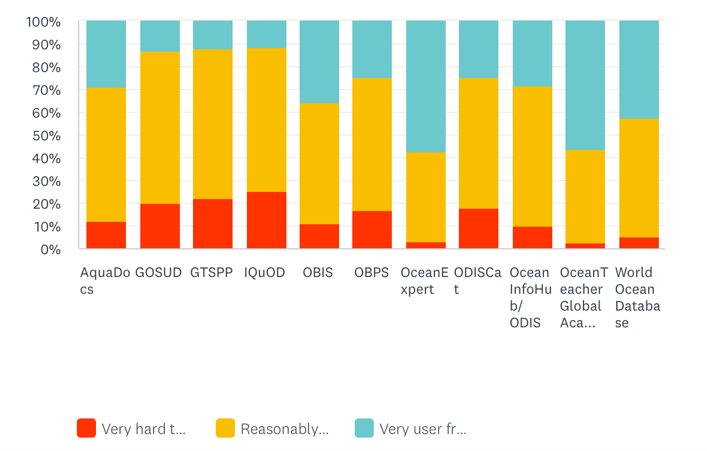 100%
90%
80%
70%
60%
50%
40%
30%
20%
10%
0%
AquaDo
cs
GOSUD
GTSPP
IQuOD
OBIS
OBPS
OceanE
xpert
ODISCa
t
Ocean
InfoHu
b/
ODIS
OceanT
eacher
Global
Aca...
World
Ocean
Databa
se
Very hard t...
Reasonably...
Very user fr...